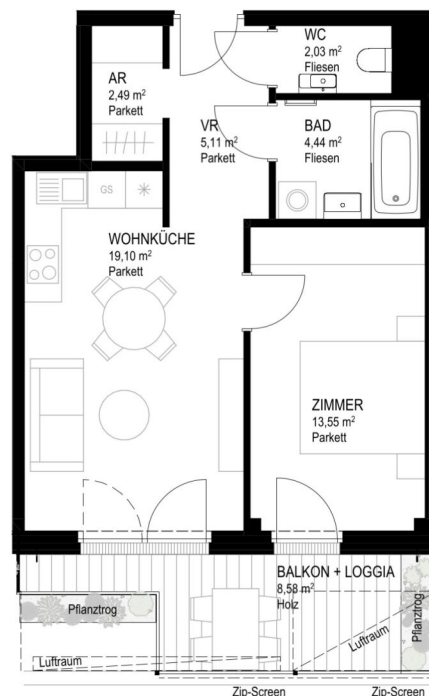 WC
2,03 m²
Fliesen
AR
2,49 m²
Parkett
VR
5,11 m²
Parkett
BAD
4,44 m²
Fliesen
GS
WOHNKÜCHE
19,10 m²
Parkett
ZIMMER
13,55 m²
Parkett
BALKON + LOGGIA
8,58 m²
Holz
Pflanztrog
Pflanztrog
Luftraum
Luftraum
Zip-Screen
Zip-Screen